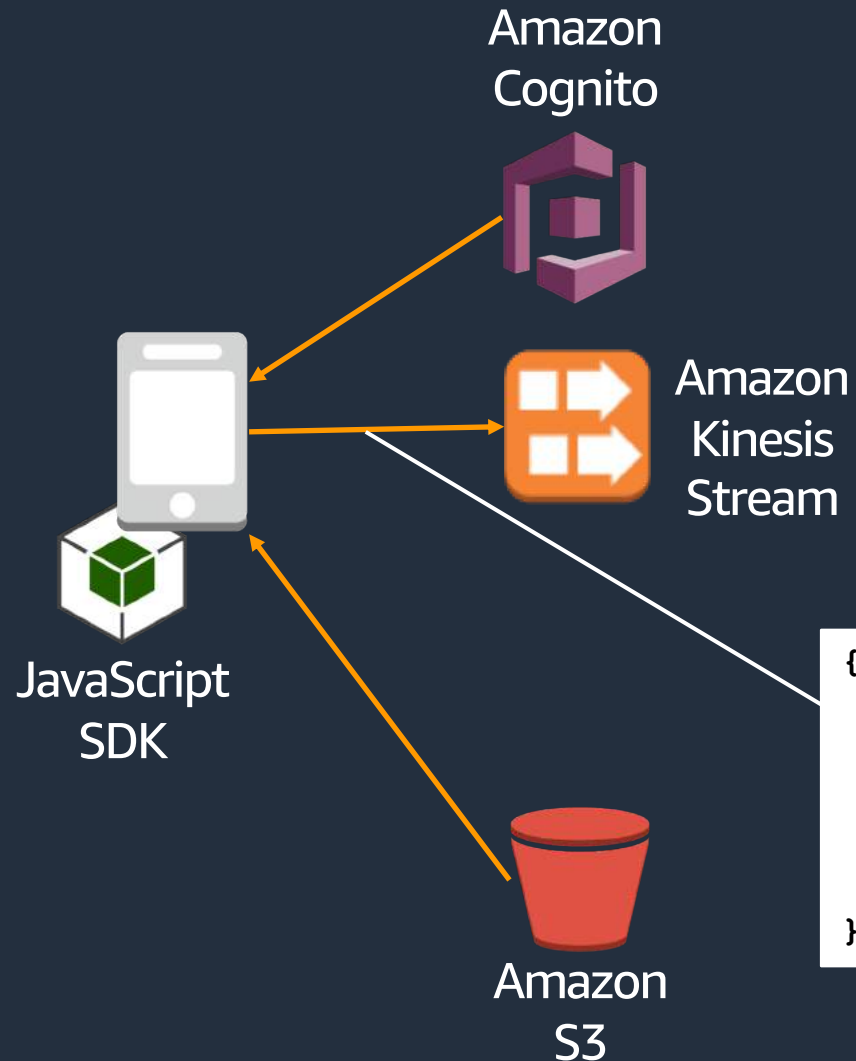 Amazon
Cognito
Amazon
Kinesis
Stream
JavaScript
SDK
{
}
Amazon
S3